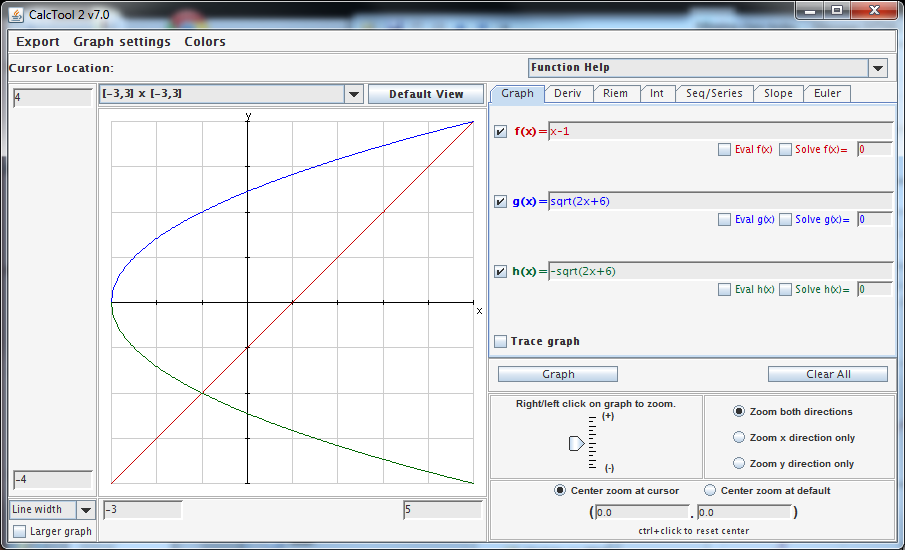 CalcTool 2 v7.0
Export Graph settings Colors
Cursor Location:
Function Help
4
[-3,3] x [-3,3]
Default View
Graph Deriv Riem Int Seq/Series Slope Euler
y
x
f(x)= x-1
Eval f(x) Solve f(x)= 0
g(x)= sqrt(2x+6)
Eval g(x) Solve g(x)= 0
h(x)= -sqrt(2x+6)
Eval h(x) Solve h(x)= 0
Trace graph
Graph Clear All
Right/left click on graph to zoom.
(+)
(-)
Zoom both directions
Zoom x direction only
Zoom y direction only
-4
Line width
-3
5
Larger graph
Center zoom at cursor Center zoom at default
( 0.0 . 0.0 )
ctrl+click to reset center